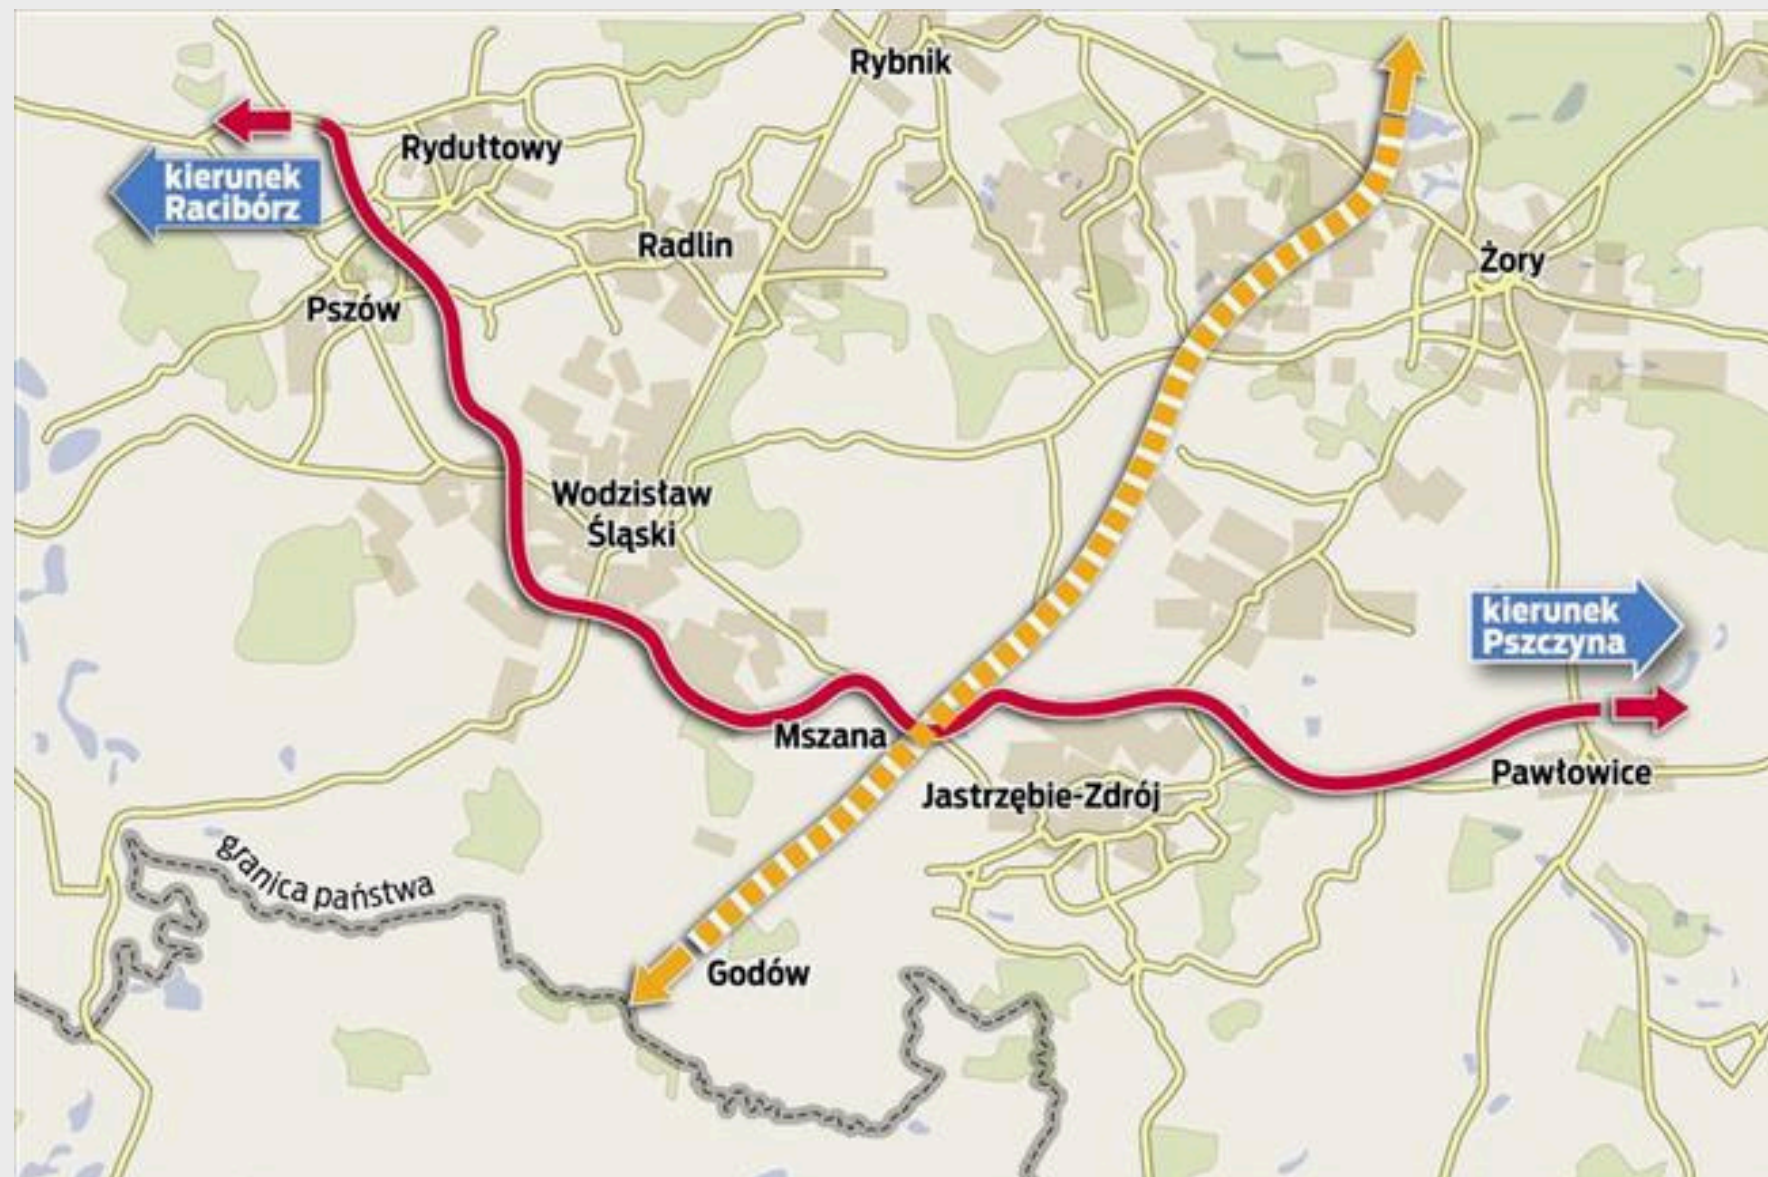 Rybnik
Rydułtowy
kierunek
Racibórz
Radlin
Żory
Pszów
Wodzisław
Śląski
kierunek
Pszczyna
Mszana
Pawłowice
Jastrzębie-Zdrój
granica państwa
Godów